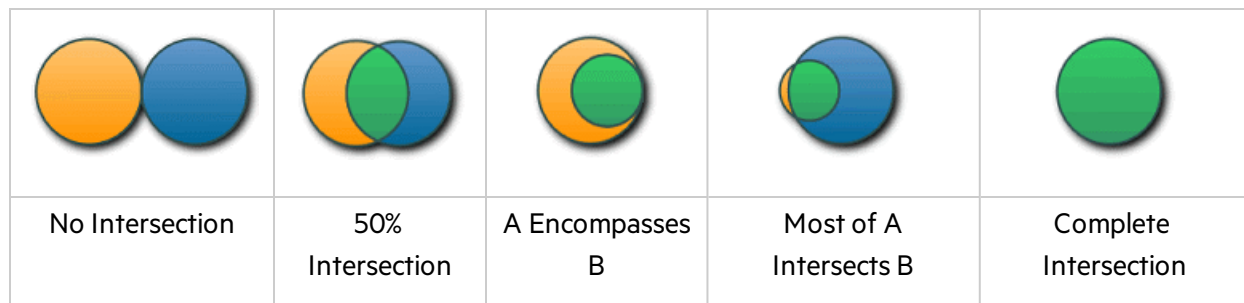 No Intersection
50%
Intersection
A Encompasses
B
Most of A
Intersects B
Complete
Intersection